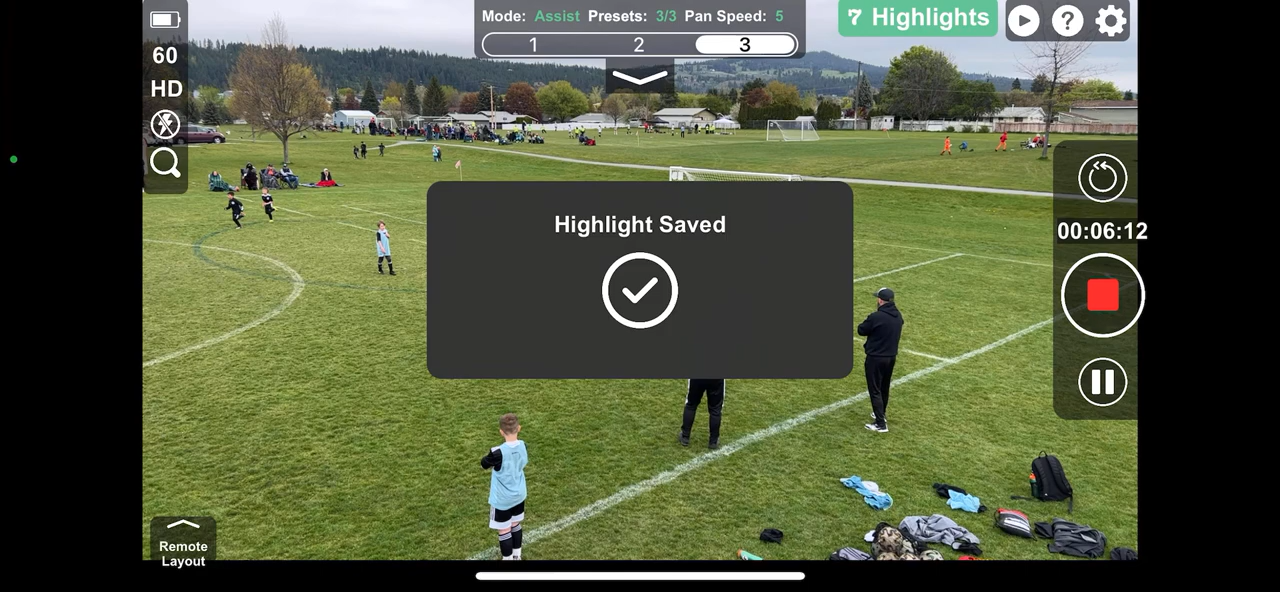 Mode: Assist Presets: 3/3 Pan Speed: 5
1 2 3
7 Highlights
?
60
HD
Highlight Saved
00:06:12
Remote
Layout